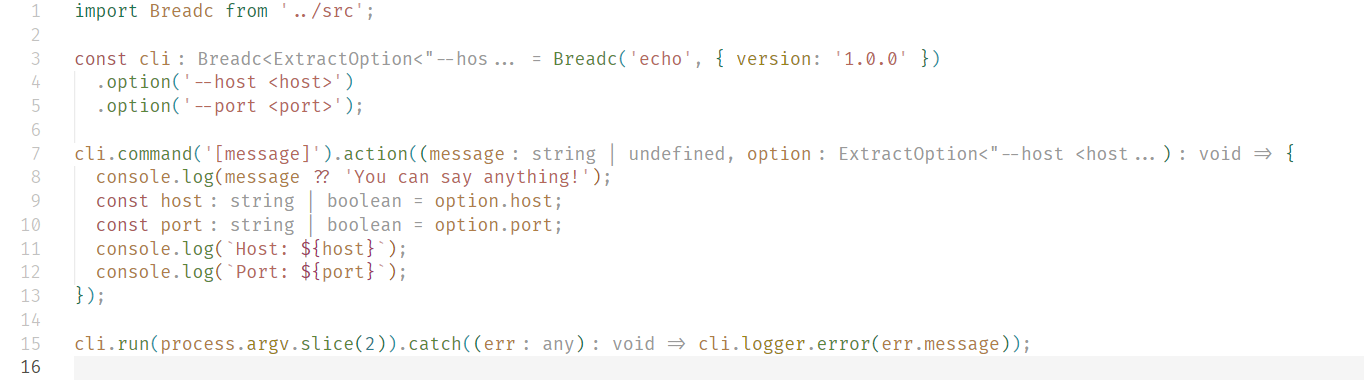 1 import Breadc from '../src';
2
3 const cli: Breadc<ExtractOption<"--hos... = Breadc('echo', { version: '1.0.0' })
4 .option('--host <host>')
5 .option('--port <port>');
6
7 cli.command('[message]').action((message: string | undefined, option: ExtractOption<"--host <host...): void => {
8 console.log(message ?? 'You can say anything!');
9 const host: string | boolean = option.host;
10 const port: string | boolean = option.port;
11 console.log(`Host: ${host}`);
12 console.log(`Port: ${port}`);
13 });
14
15 cli.run(process.argv.slice(2)).catch((err: any): void => cli.logger.error(err.message));
16